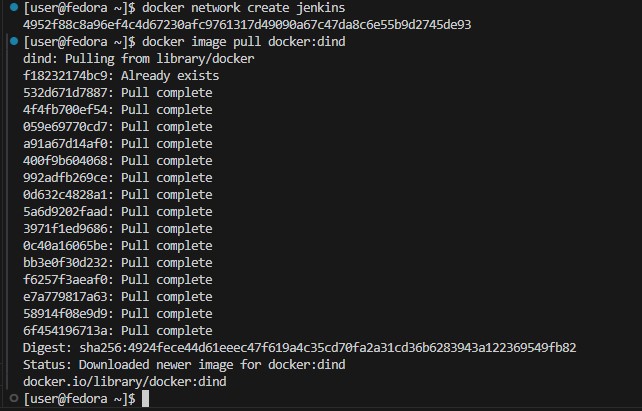 [user@fedora ~]$ docker network create jenkins
4952f88c8a96ef4c4d67230afc9761317d49090a67c47da8c6e55b9d2745de93
[user@fedora ~]$ docker image pull docker:dind
dind: Pulling from library/docker
f18232174bc9: Already exists
532d671d7887: Pull complete
4f4fb700ef54: Pull complete
059e69770cd7: Pull complete
a91a67d14af0: Pull complete
400f9b604068: Pull complete
992adfb269ce: Pull complete
0d632c4828a1: Pull complete
5a6d9202faad: Pull complete
3971f1ed9686: Pull complete
0c40a16065be: Pull complete
bb3e0f30d232: Pull complete
f6257f3aeaf0: Pull complete
e7a779817a63: Pull complete
58914f08e9d9: Pull complete
6f454196713a: Pull complete
Digest: sha256:4924fece44d61eeec47f619a4c35cd70fa2a31cd36b6283943a122369549fb82
Status: Downloaded newer image for docker:dind
docker.io/library/docker:dind
[user@fedora ~]$